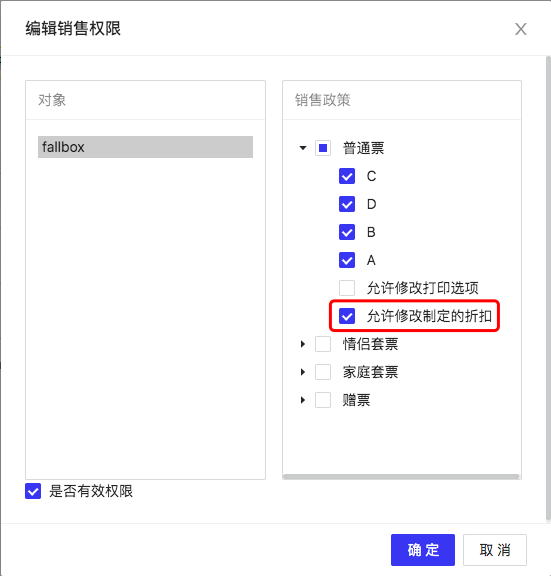 编辑销售权限
对象
fallbox
销售政策
普通票
C
D
B
A
允许修改打印选项
允许修改制定的折扣
情侣套票
家庭套票
赠票
是否有效权限
确 定
取 消